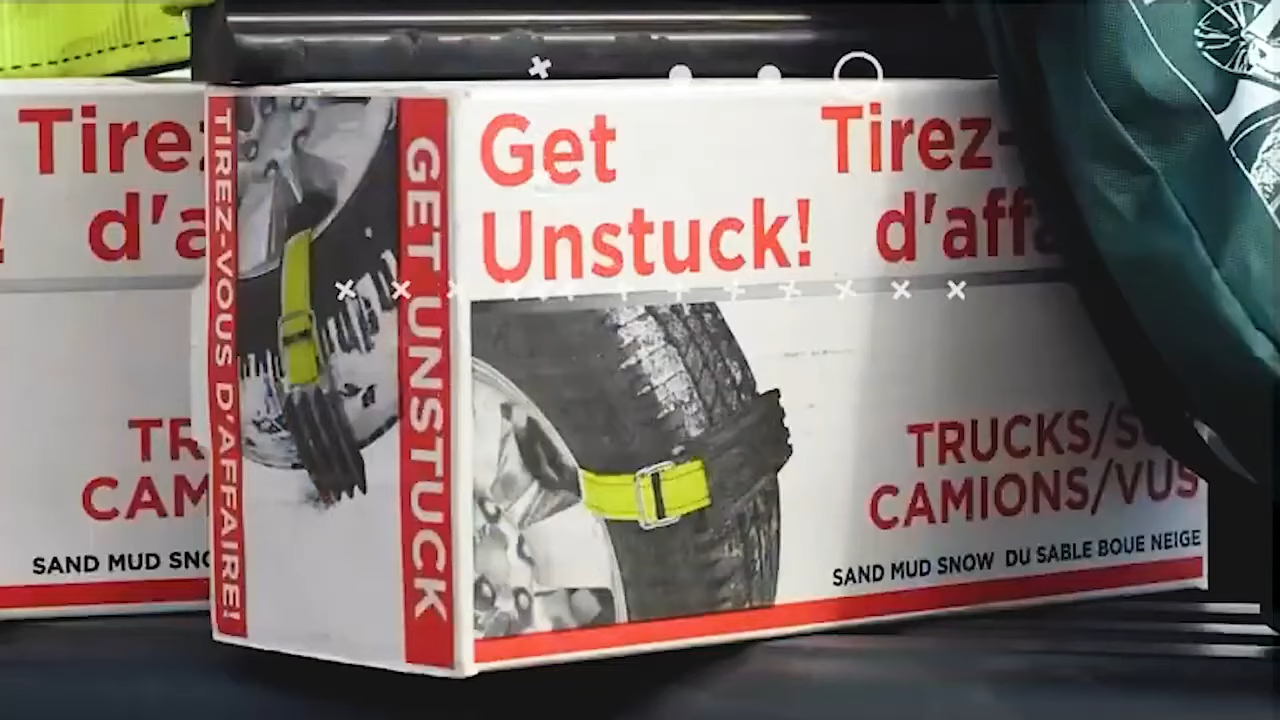 Tire
d'a
!
TR
CAM
SAND MUD SNO
TIREZ-VOUS D'AFFAIRE!
GET UNSTUCK
Get
Unstuck!
Tirez-
d'affa
TRUCKS/S
CAMIONS/VUS
SAND MUD SNOW DU SABLE BOUE NEIGE